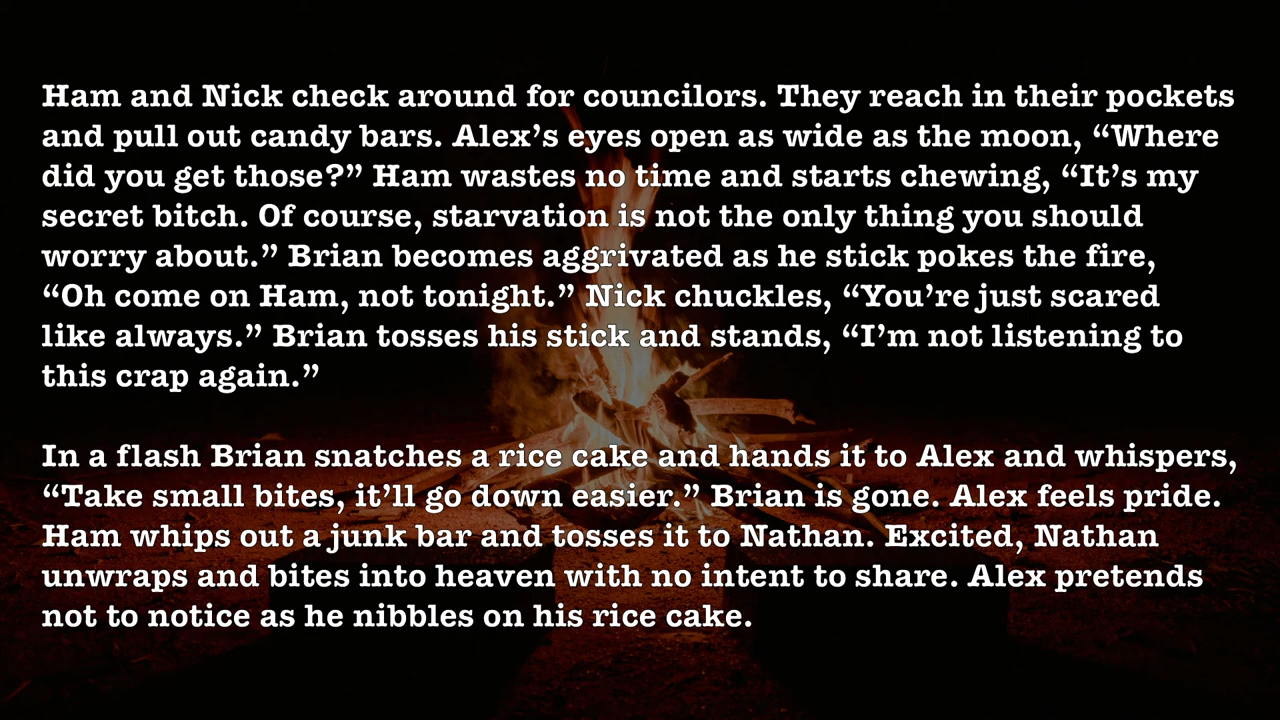 Ham and Nick check around for councilors. They reach in their pockets
and pull out candy bars. Alex’s eyes open as wide as the moon, “Where
did you get those?” Ham wastes no time and starts chewing, “It’s my
secret bitch. Of course, starvation is not the only thing you should
worry about.” Brian becomes aggrivated as he stick pokes the fire,
“Oh come on Ham, not tonight.” Nick chuckles, “You’re just scared
like always.” Brian tosses his stick and stands, “I’m not listening to
this crap again.”
In a flash Brian snatches a rice cake and hands it to Alex and whispers,
“Take small bites, it’ll go down easier.” Brian is gone. Alex feels pride.
Ham whips out a junk bar and tosses it to Nathan. Excited, Nathan
unwraps and bites into heaven with no intent to share. Alex pretends
not to notice as he nibbles on his rice cake.